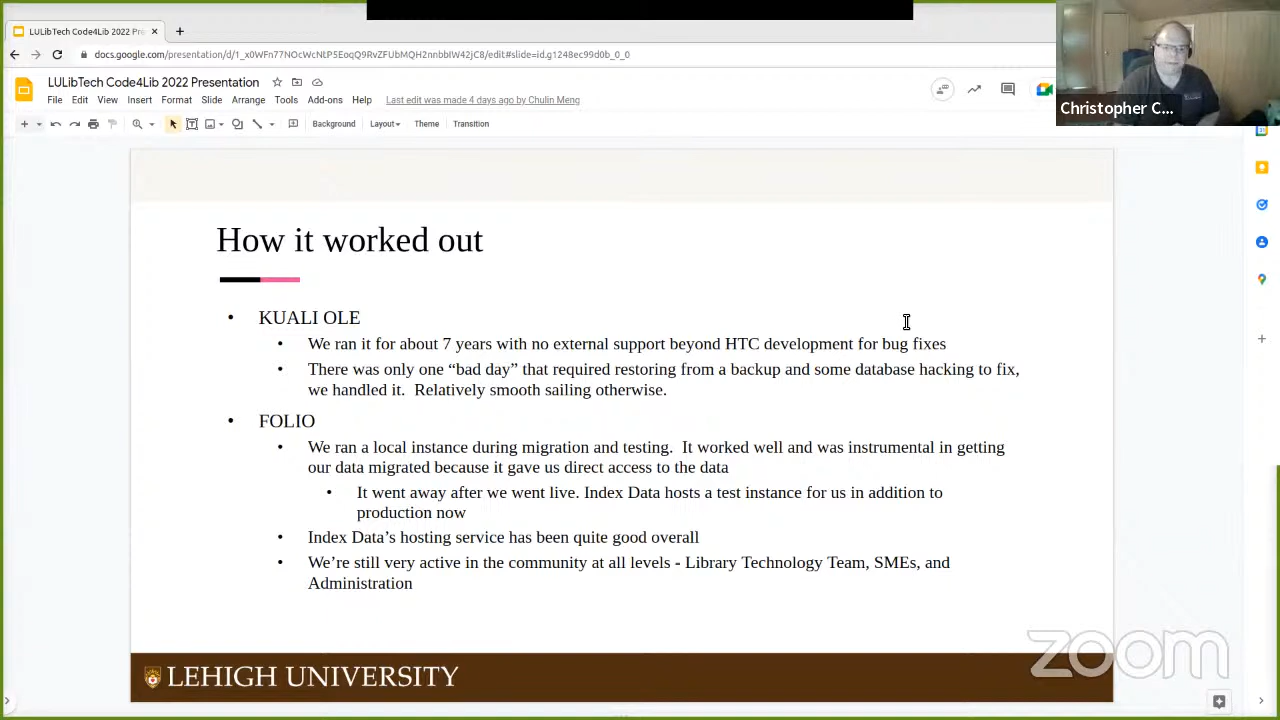 LULibTech Code4Lib 2022 Pre
docs.google.com/presentation/d/1_x0WFn77NOcWcNtP5EoqQ9RvZFUbMQH2nnbbIW42jC8/edit#slide=id.g1248ec99d0b_0_0
LULibTech Code4Lib 2022 Presentation
File Edit View Insert Format Slide Arrange Tools Add-ons Help Last edit was made 4 days ago by Chulin Meng
Background Layout Theme Transition
Christopher C...
How it worked out
• KUALI OLE
• We ran it for about 7 years with no external support beyond HTC development for bug fixes
• There was only one “bad day” that required restoring from a backup and some database hacking to fix,
we handled it. Relatively smooth sailing otherwise.
• FOLIO
• We ran a local instance during migration and testing. It worked well and was instrumental in getting
our data migrated because it gave us direct access to the data
• It went away after we went live. Index Data hosts a test instance for us in addition to
production now
• Index Data’s hosting service has been quite good overall
• We’re still very active in the community at all levels - Library Technology Team, SMEs, and
Administration
LEHIGH UNIVERSITY
zoom